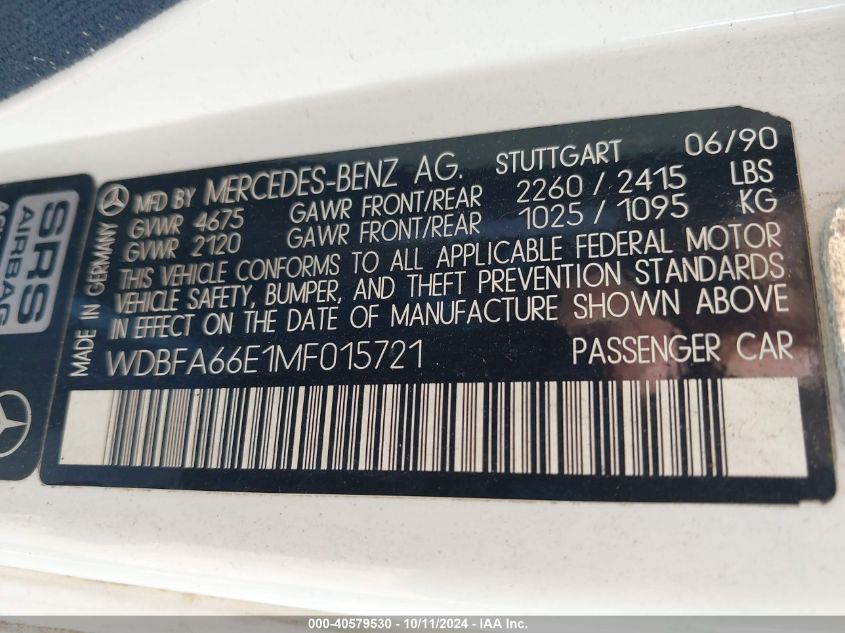 MADE IN GERMANY
MFD BY MERCEDES-BENZ AG. STUTTGART 06/90
GVWR 4675 GAWR FRONT/REAR 2260 / 2415 LBS
GVWR 2120 GAWR FRONT/REAR 1025 / 1095 KG
THIS VEHICLE CONFORMS TO ALL APPLICABLE FEDERAL MOTOR
VEHICLE SAFETY, BUMPER, AND THEFT PREVENTION STANDARDS
IN EFFECT ON THE DATE OF MANUFACTURE SHOWN ABOVE
WDBFA66E1MF015721 PASSENGER CAR
SRS
AIRBAG
000-40579530 - 10/11/2024 - IAA Inc.